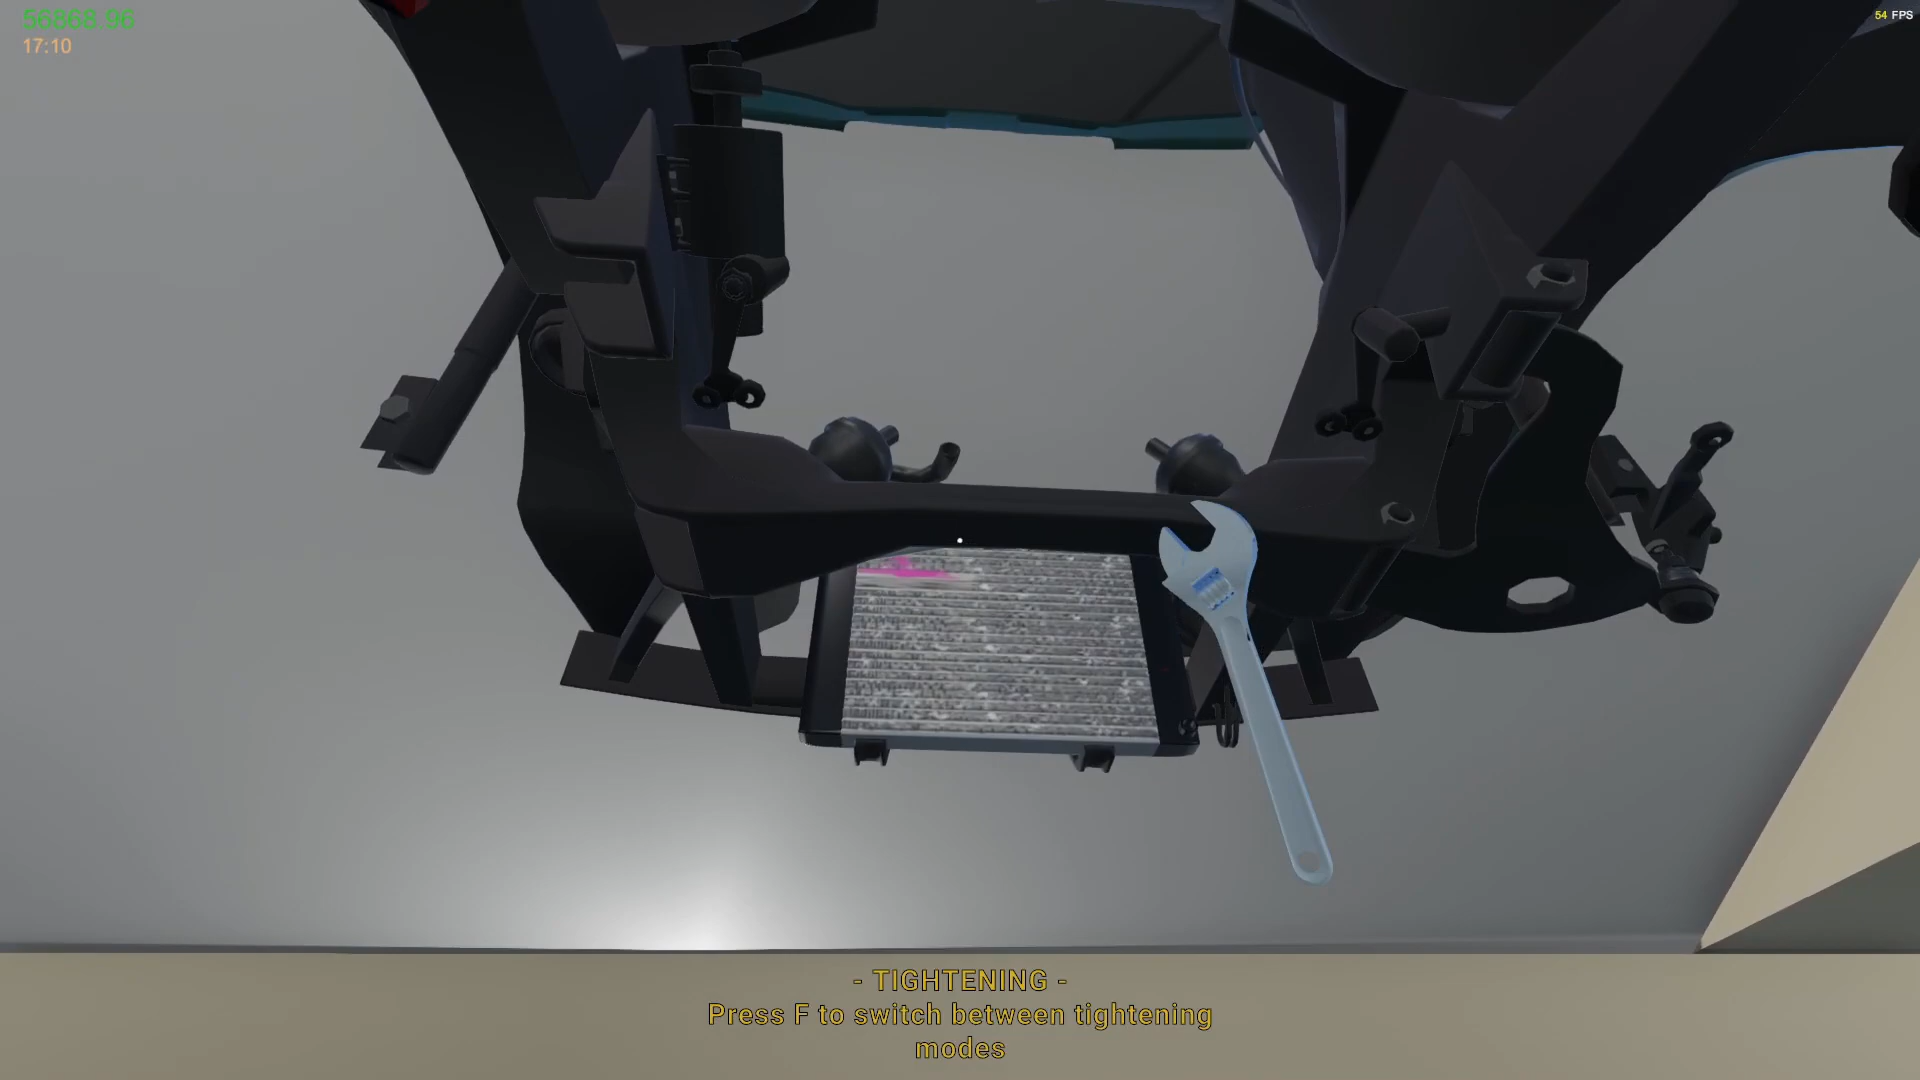 56868.96
54 FPS
17:10
- TIGHTENING -
Press F to switch between tightening
modes